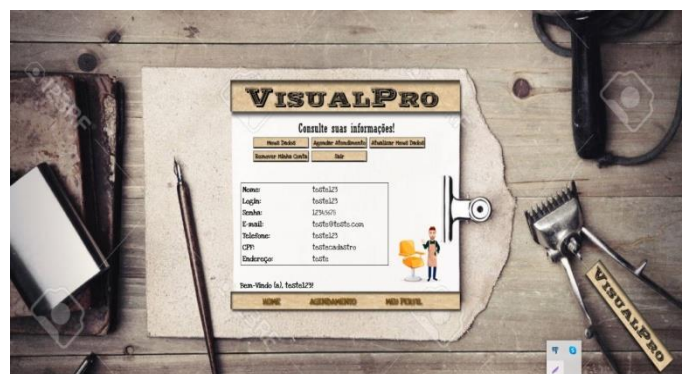 VISUALPRO
Consulte suas informações!
Meus Dados
Agendar Atendimento
Atualizar Meus Dados
Remover Minha Conta
Sair
Nome: teste123
Login: teste123
Senha: 12345678
E-mail: teste@teste.com
Telefone: teste123
CPF: testecadastro
Endereço: teste
Bem-Vindo (a), teste123!
HOME
AGENDAMENTO
MEU PERFIL
VISUALPRO